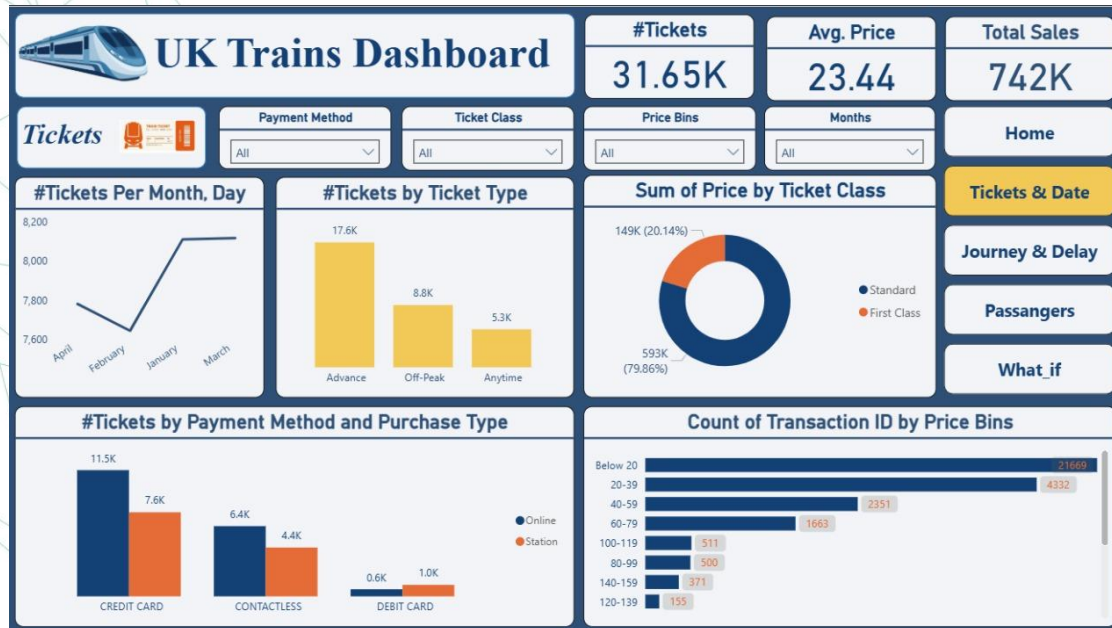 UK Trains Dashboard
#Tickets
31.65K
Avg. Price
23.44
Total Sales
742K
Tickets
Payment Method
All
Ticket Class
All
Price Bins
All
Months
All
Home
Tickets & Date
Journey & Delay
Passangers
What_if
#Tickets Per Month, Day
8,200
8,000
7,800
7,600
April
February
January
March
#Tickets by Ticket Type
17.6K
8.8K
5.3K
Advance
Off-Peak
Anytime
Sum of Price by Ticket Class
149K (20.14%)
593K
(79.86%)
Standard
First Class
#Tickets by Payment Method and Purchase Type
11.5K
7.6K
6.4K
4.4K
0.6K
1.0K
CREDIT CARD
CONTACTLESS
DEBIT CARD
Online
Station
Count of Transaction ID by Price Bins
Below 20 21669
20-39 4332
40-59 2351
60-79 1663
100-119 511
80-99 500
140-159 371
120-139 155